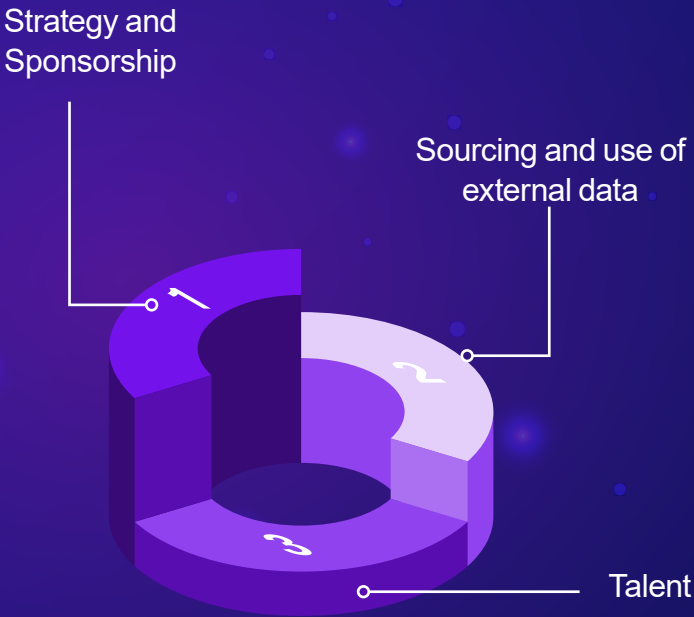 Strategy and
Sponsorship
Sourcing and use of
external data
1
2
3
Talent